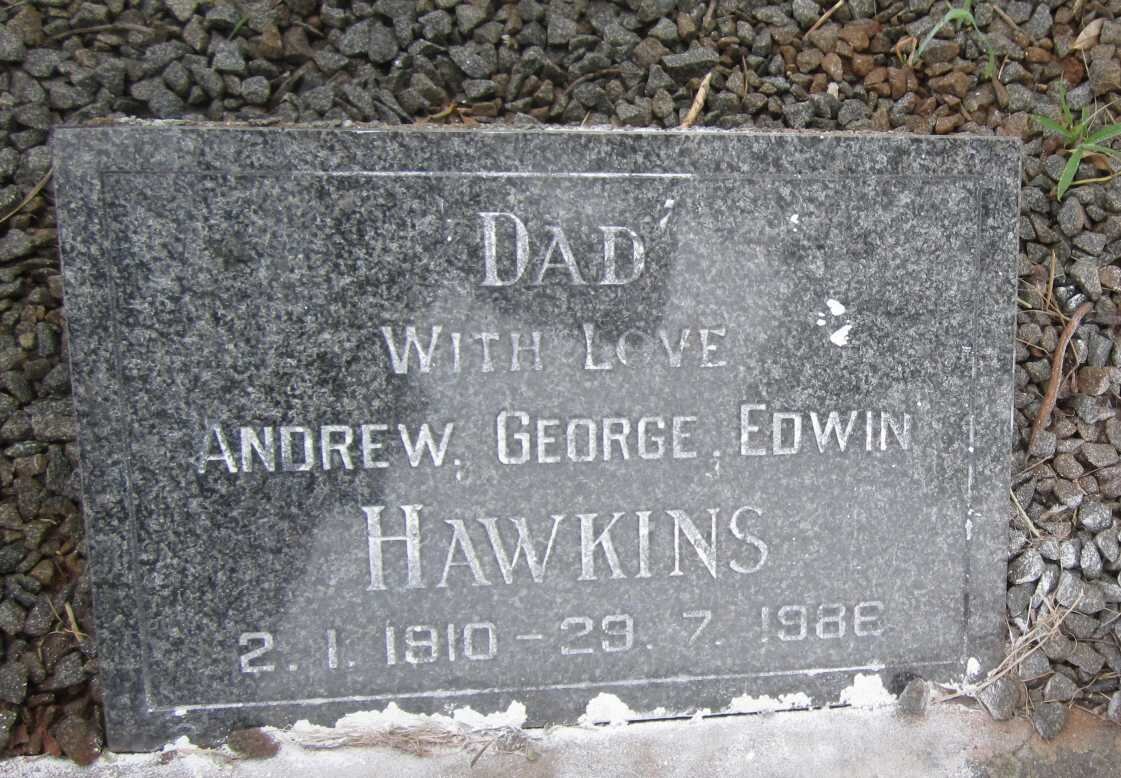 DAD
WITH LOVE
ANDREW, GEORGE, EDWIN
HAWKINS
2. 1. 1910 - 29. 7. 1986